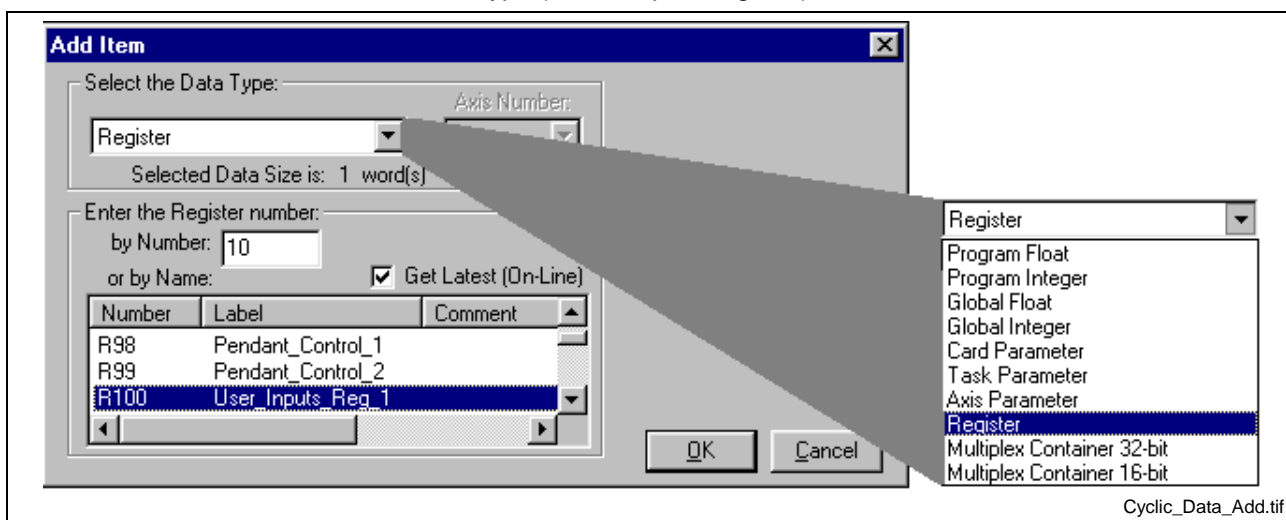 Add Item
Select the Data Type:
Axis Number:
Register
Selected Data Size is: 1 word(s)
Enter the Register number:
by Number: 10
or by Name:
Get Latest (On-Line)
Number Label Comment
R98 Pendant_Control_1
R99 Pendant_Control_2
R100 User_Inputs_Reg_1
OK Cancel
Register
Program Float
Program Integer
Global Float
Global Integer
Card Parameter
Task Parameter
Axis Parameter
Register
Multiplex Container 32-bit
Multiplex Container 16-bit
Cyclic_Data_Add.tif